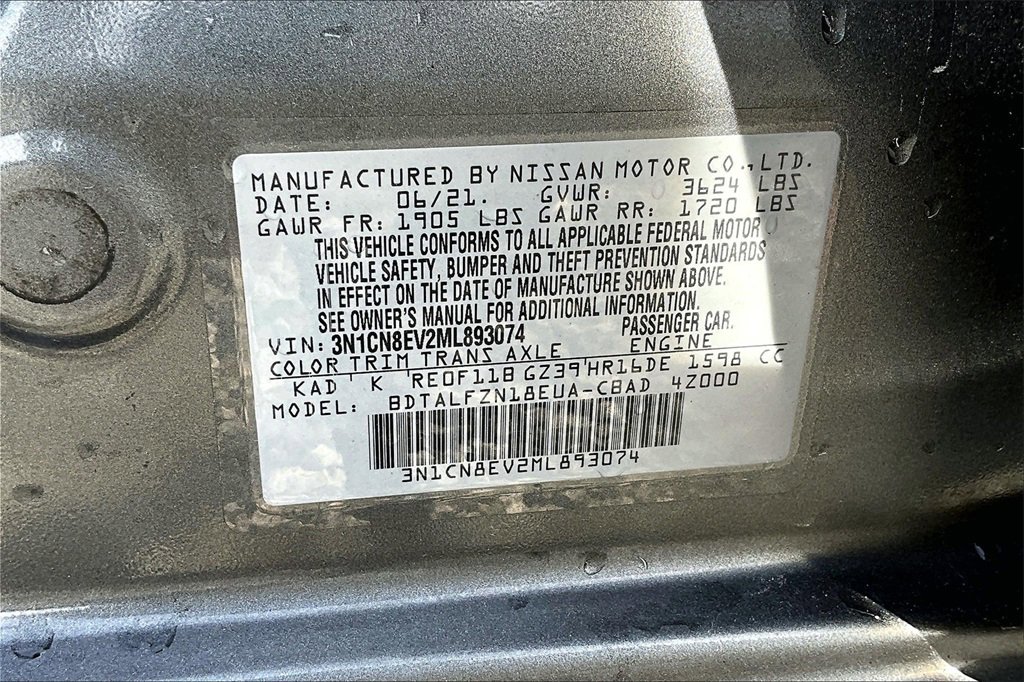 MANUFACTURED BY NISSAN MOTOR CO., LTD.
DATE: 06/21. GVWR: 3624 LBS
GAWR FR: 1905 LBS GAWR RR: 1720 LBS
THIS VEHICLE CONFORMS TO ALL APPLICABLE FEDERAL MOTOR
VEHICLE SAFETY, BUMPER AND THEFT PREVENTION STANDARDS
IN EFFECT ON THE DATE OF MANUFACTURE SHOWN ABOVE.
SEE OWNER'S MANUAL FOR ADDITIONAL INFORMATION.
VIN: 3N1CN8EV2ML893074 PASSENGER CAR.
COLOR TRIM TRANS AXLE ENGINE
KAD K RE0F11B GZ39 HR16DE 1598 CC
MODEL: BDTALFZN18EUA-CBAD 4Z000
3N1CN8EV2ML893074